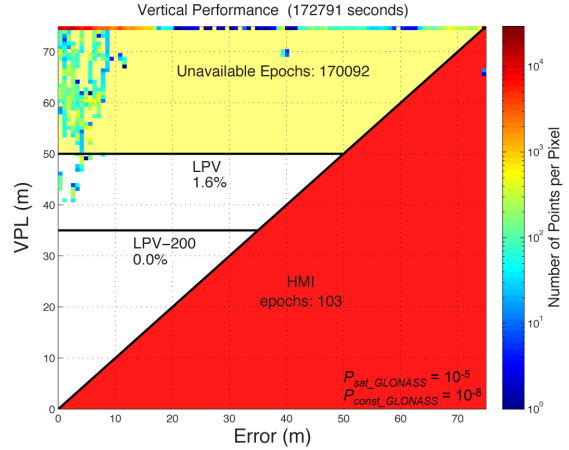 Vertical Performance (172791 seconds)
VPL (m)
70
60
50
40
30
20
10
0
Unavailable Epochs: 170092
LPV
1.6%
LPV−200
0.0%
HMI
epochs: 103
P_sat_GLONASS = 10^-5
P_const_GLONASS = 10^-8
0 10 20 30 40 50 60 70
Error (m)
10^4
10^3
10^2
10^1
10^0
Number of Points per Pixel